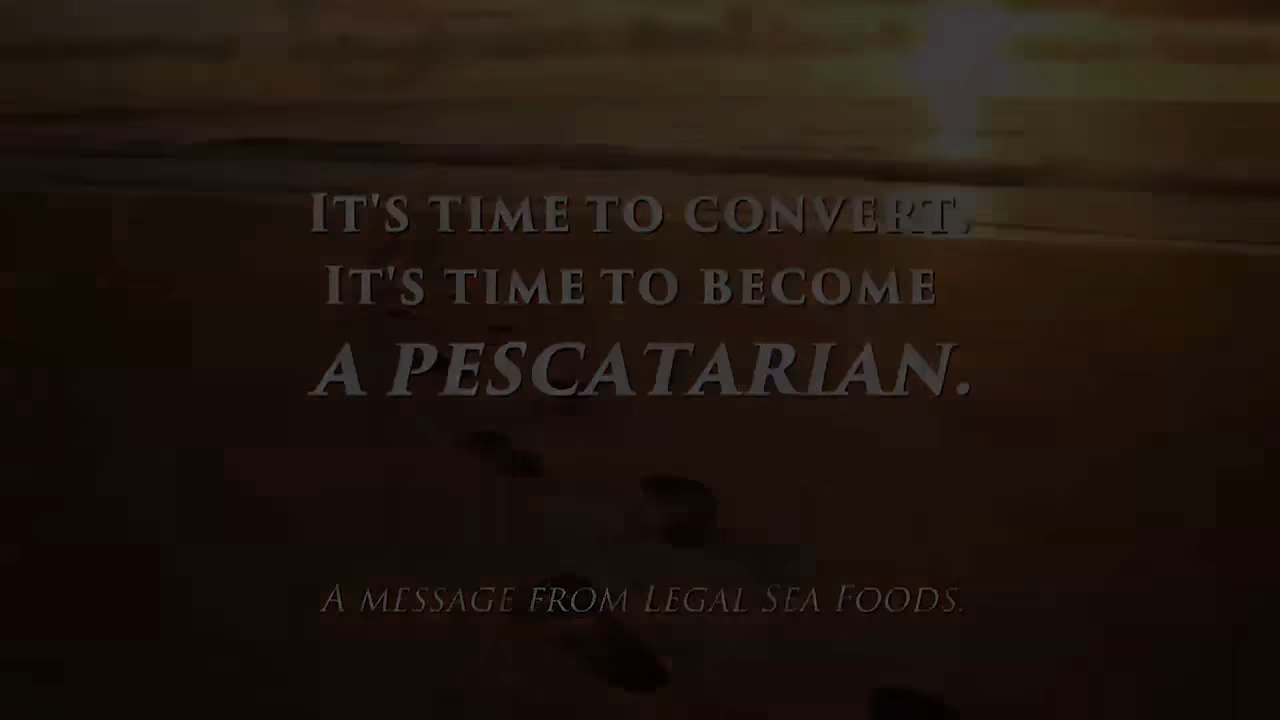 It's time to convert.
It's time to become
a pescatarian.
A message from Legal Sea Foods.